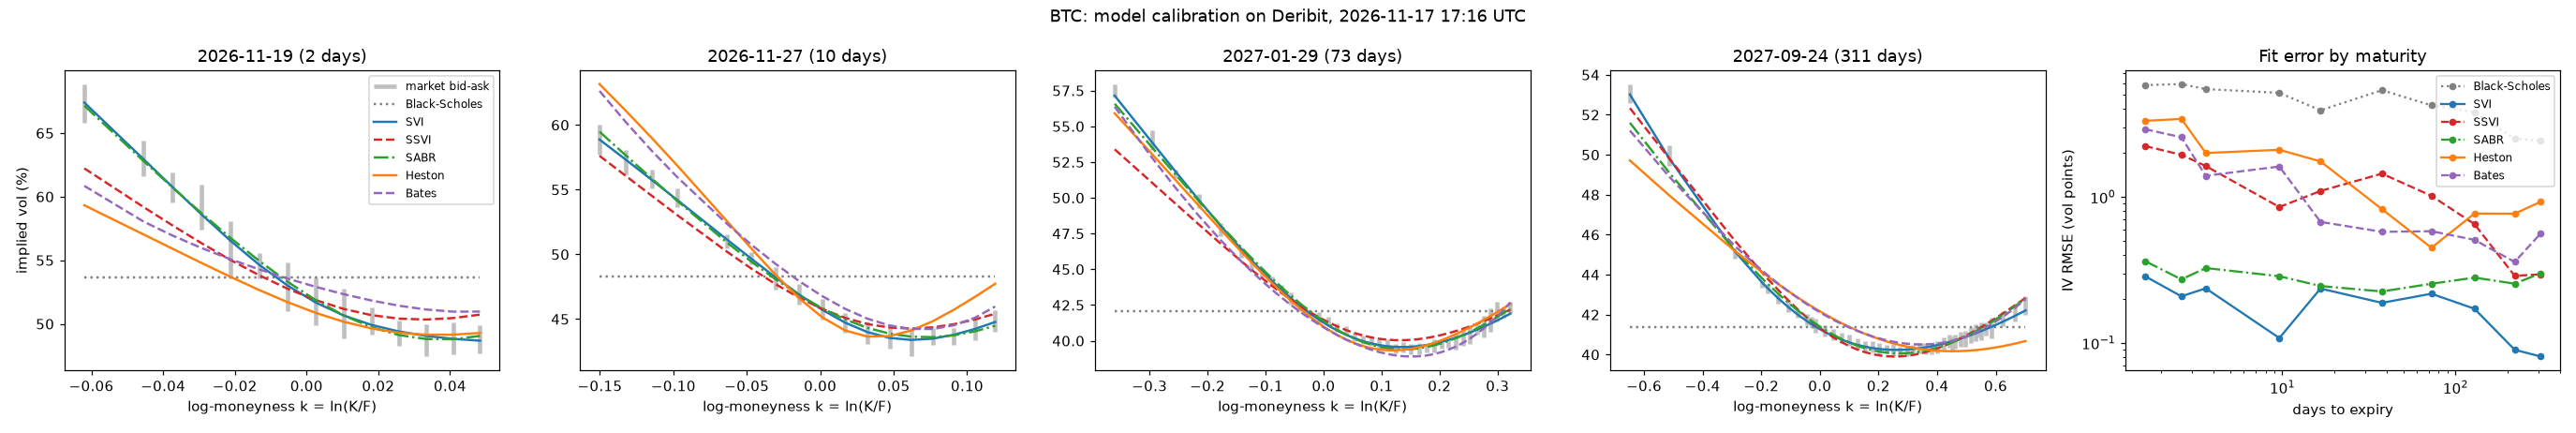 BTC: model calibration on Deribit, 2026-11-17 17:16 UTC
2026-11-19 (2 days)
implied vol (%)
65
60
55
50
−0.06 −0.04 −0.02 0.00 0.02 0.04
log-moneyness k = ln(K/F)
market bid-ask
Black-Scholes
SVI
SSVI
SABR
Heston
Bates
2026-11-27 (10 days)
60
55
50
45
−0.15 −0.10 −0.05 0.00 0.05 0.10
log-moneyness k = ln(K/F)
2027-01-29 (73 days)
57.5
55.0
52.5
50.0
47.5
45.0
42.5
40.0
−0.3 −0.2 −0.1 0.0 0.1 0.2 0.3
log-moneyness k = ln(K/F)
2027-09-24 (311 days)
54
52
50
48
46
44
42
40
−0.6 −0.4 −0.2 0.0 0.2 0.4 0.6
log-moneyness k = ln(K/F)
Fit error by maturity
IV RMSE (vol points)
10⁰
10⁻¹
10¹ 10²
days to expiry
Black-Scholes
SVI
SSVI
SABR
Heston
Bates